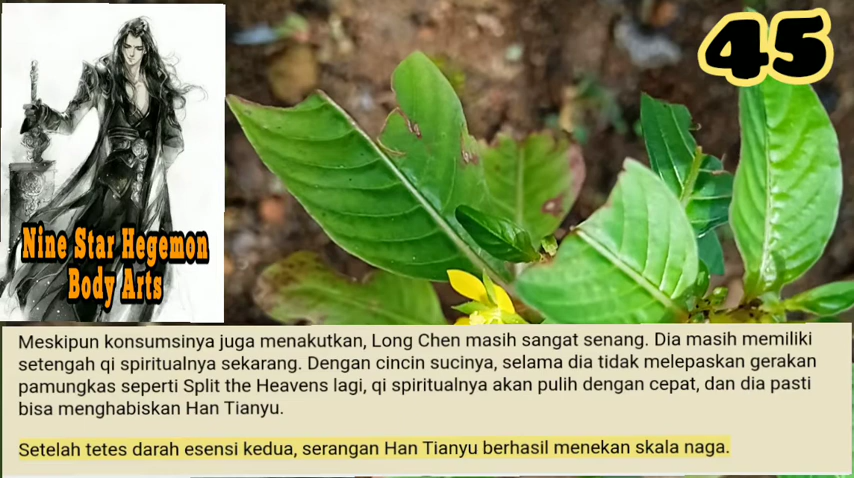 45
Nine Star Hegemon
Body Arts
Meskipun konsumsinya juga menakutkan, Long Chen masih sangat senang. Dia masih memiliki
setengah qi spiritualnya sekarang. Dengan cincin sucinya, selama dia tidak melepaskan gerakan
pamungkas seperti Split the Heavens lagi, qi spiritualnya akan pulih dengan cepat, dan dia pasti
bisa menghabiskan Han Tianyu.
Setelah tetes darah esensi kedua, serangan Han Tianyu berhasil menekan skala naga.